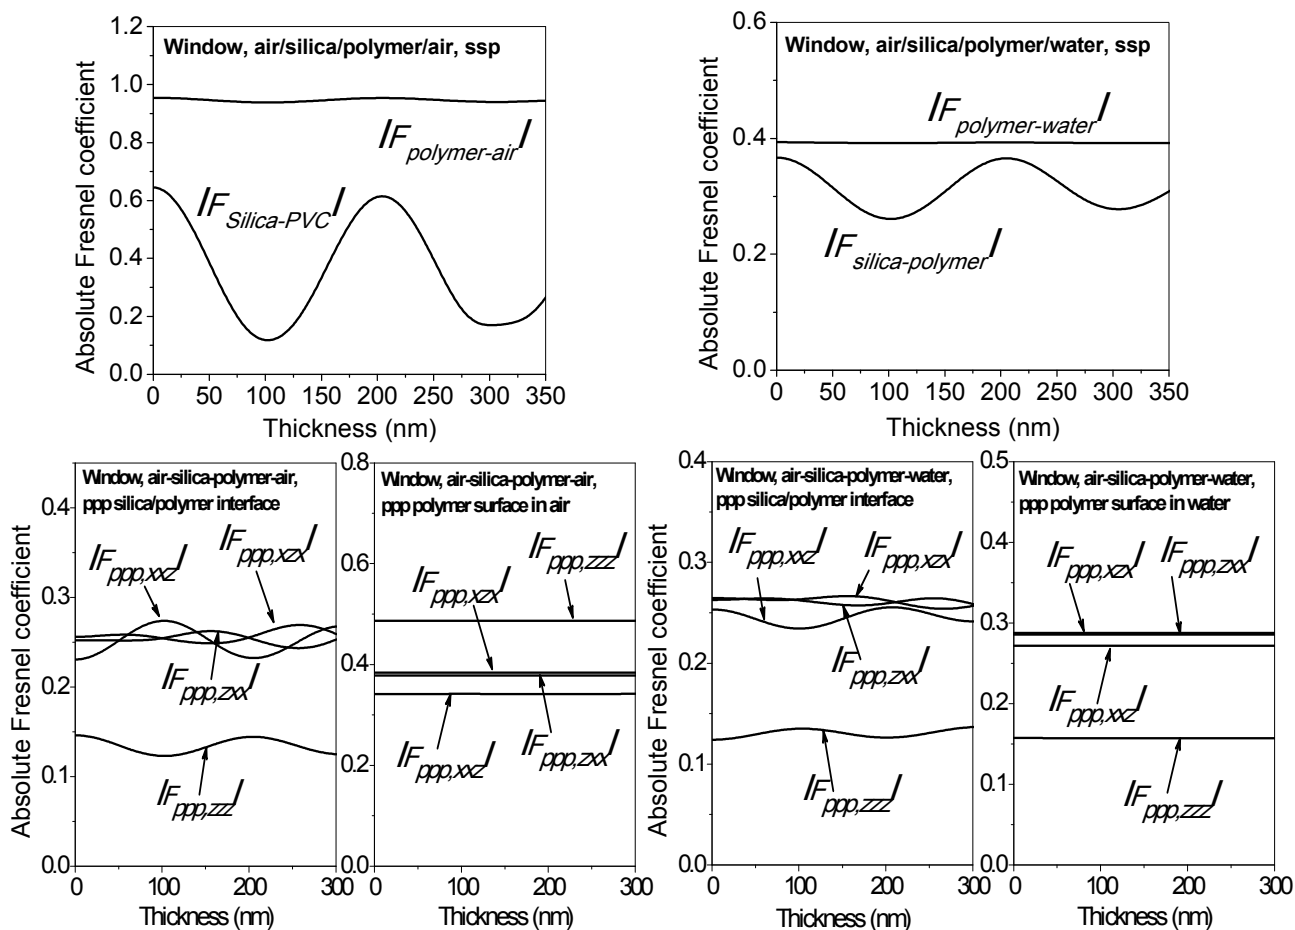 Window, air/silica/polymer/air, ssp
|F polymer-air|
|F Silica-PVC|
Absolute Fresnel coefficient
1.2
1.0
0.8
0.6
0.4
0.2
0.0
0 50 100 150 200 250 300 350
Thickness (nm)
Window, air/silica/polymer/water, ssp
|F polymer-water|
|F silica-polymer|
Absolute Fresnel coefficient
0.6
0.4
0.2
0.0
0 50 100 150 200 250 300 350
Thickness (nm)
Window, air-silica-polymer-air,
ppp silica/polymer interface
|F ppp,xxz|
|F ppp,xzx|
|F ppp,zxx|
|F ppp,zzz|
Absolute Fresnel coefficient
0.4
0.3
0.2
0.1
0.0
0 100 200 300
Thickness (nm)
Window, air-silica-polymer-air,
ppp polymer surface in air
|F ppp,zzz|
|F ppp,xzx|
|F ppp,xxz|
|F ppp,zxx|
0.8
0.6
0.4
0.2
0.0
0 100 200 300
Thickness (nm)
Window, air-silica-polymer-water,
ppp silica/polymer interface
|F ppp,xxz|
|F ppp,xzx|
|F ppp,zxx|
|F ppp,zzz|
Absolute Fresnel coefficient
0.4
0.3
0.2
0.1
0.0
0 100 200 300
Thickness (nm)
Window, air-silica-polymer-water,
ppp polymer surface in water
|F ppp,xzx|
|F ppp,zxx|
|F ppp,xxz|
|F ppp,zzz|
0.5
0.4
0.3
0.2
0.1
0.0
0 100 200 300
Thickness (nm)